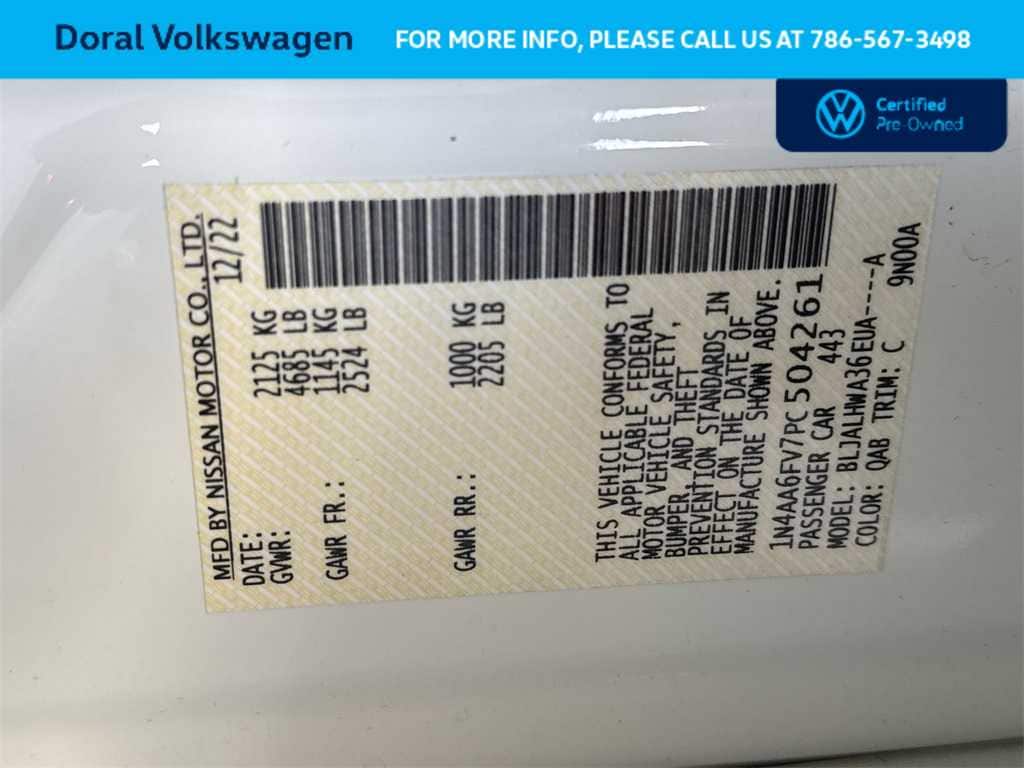 Doral Volkswagen
FOR MORE INFO, PLEASE CALL US AT 786-567-3498
Certified
Pre-Owned
MFD BY NISSAN MOTOR CO., LTD.
DATE: 12/22
GVWR: 2125 KG
4685 LB
GAWR FR.: 1145 KG
2524 LB
GAWR RR.: 1000 KG
2205 LB
THIS VEHICLE CONFORMS TO
ALL APPLICABLE FEDERAL
MOTOR VEHICLE SAFETY,
BUMPER, AND THEFT
PREVENTION STANDARDS IN
EFFECT ON THE DATE OF
MANUFACTURE SHOWN ABOVE.
1N4AA6FV7PC504261
PASSENGER CAR 443
MODEL: BLJALHWA36EUA----A
COLOR: QAB TRIM: C 9N00A